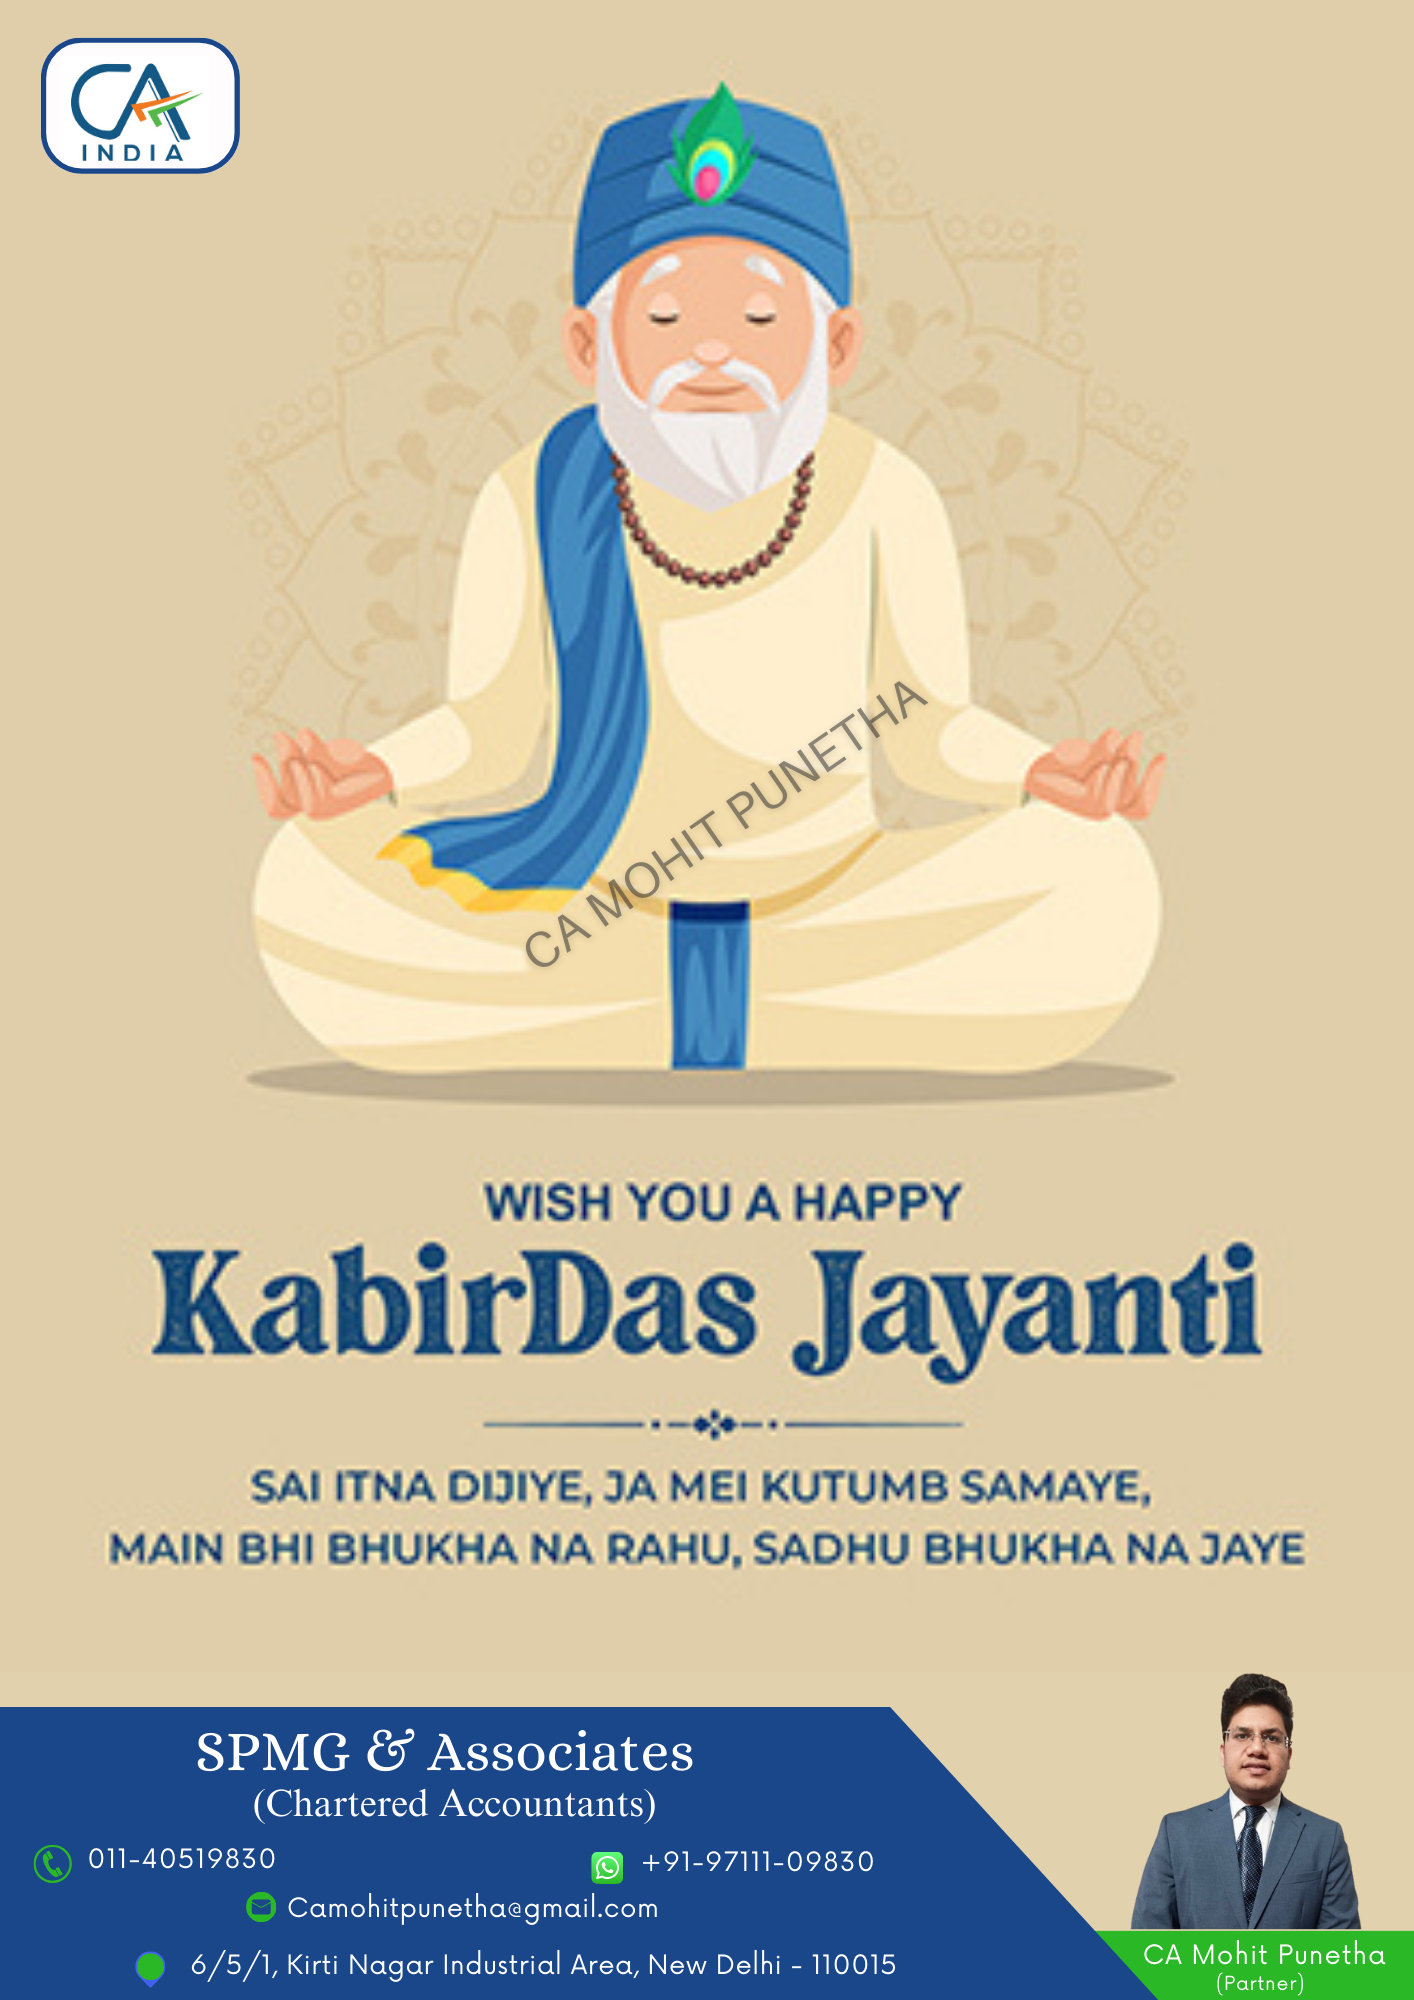 CA
INDIA
CA MOHIT PUNETHA
WISH YOU A HAPPY
KabirDas Jayanti
SAI ITNA DIJIYE, JA MEI KUTUMB SAMAYE,
MAIN BHI BHUKHA NA RAHU, SADHU BHUKHA NA JAYE
SPMG & Associates
(Chartered Accountants)
011-40519830
+91-97111-09830
Camohitpunetha@gmail.com
6/5/1, Kirti Nagar Industrial Area, New Delhi - 110015
CA Mohit Punetha
(Partner)